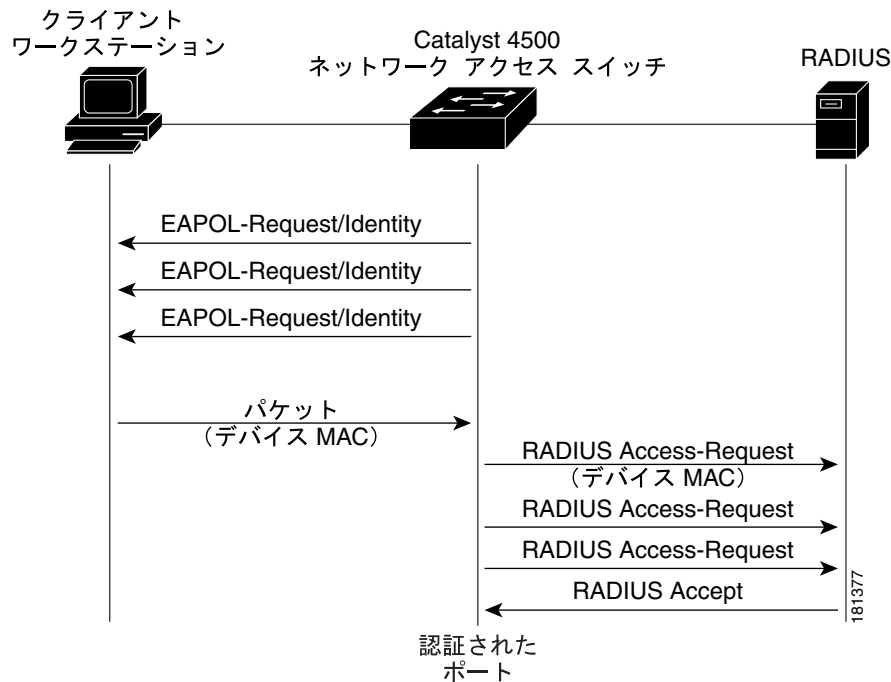 クライアント
ワークステーション
Catalyst 4500
ネットワーク アクセス スイッチ
RADIUS
EAPOL-Request/Identity
EAPOL-Request/Identity
EAPOL-Request/Identity
パケット
（デバイス MAC）
RADIUS Access-Request
（デバイス MAC）
RADIUS Access-Request
RADIUS Access-Request
RADIUS Accept
181377
認証された
ポート